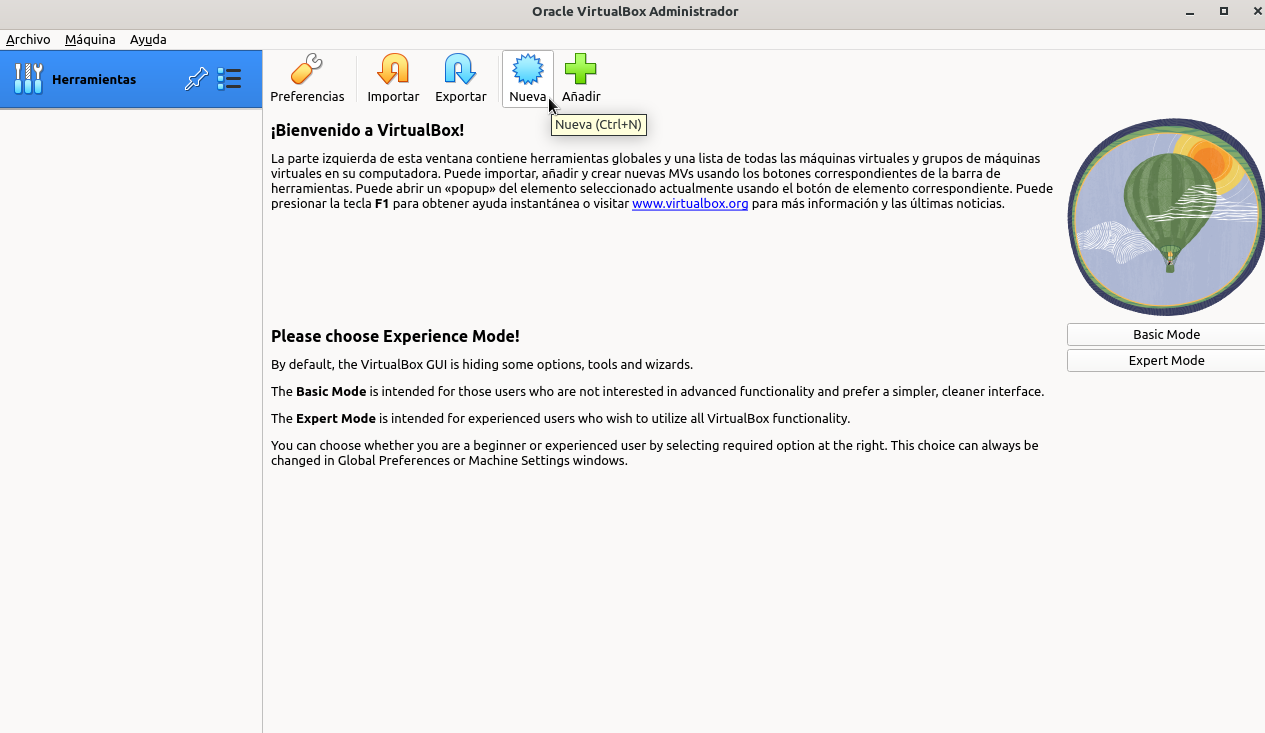 Oracle VirtualBox Administrador
Archivo Máquina Ayuda
Herramientas
Preferencias Importar Exportar Nueva Añadir
Nueva (Ctrl+N)
¡Bienvenido a VirtualBox!
La parte izquierda de esta ventana contiene herramientas globales y una lista de todas las máquinas virtuales y grupos de máquinas
virtuales en su computadora. Puede importar, añadir y crear nuevas MVs usando los botones correspondientes de la barra de
herramientas. Puede abrir un «popup» del elemento seleccionado actualmente usando el botón de elemento correspondiente. Puede
presionar la tecla F1 para obtener ayuda instantánea o visitar www.virtualbox.org para más información y las últimas noticias.
Please choose Experience Mode!
By default, the VirtualBox GUI is hiding some options, tools and wizards.
The Basic Mode is intended for those users who are not interested in advanced functionality and prefer a simpler, cleaner interface.
The Expert Mode is intended for experienced users who wish to utilize all VirtualBox functionality.
You can choose whether you are a beginner or experienced user by selecting required option at the right. This choice can always be
changed in Global Preferences or Machine Settings windows.
Basic Mode
Expert Mode